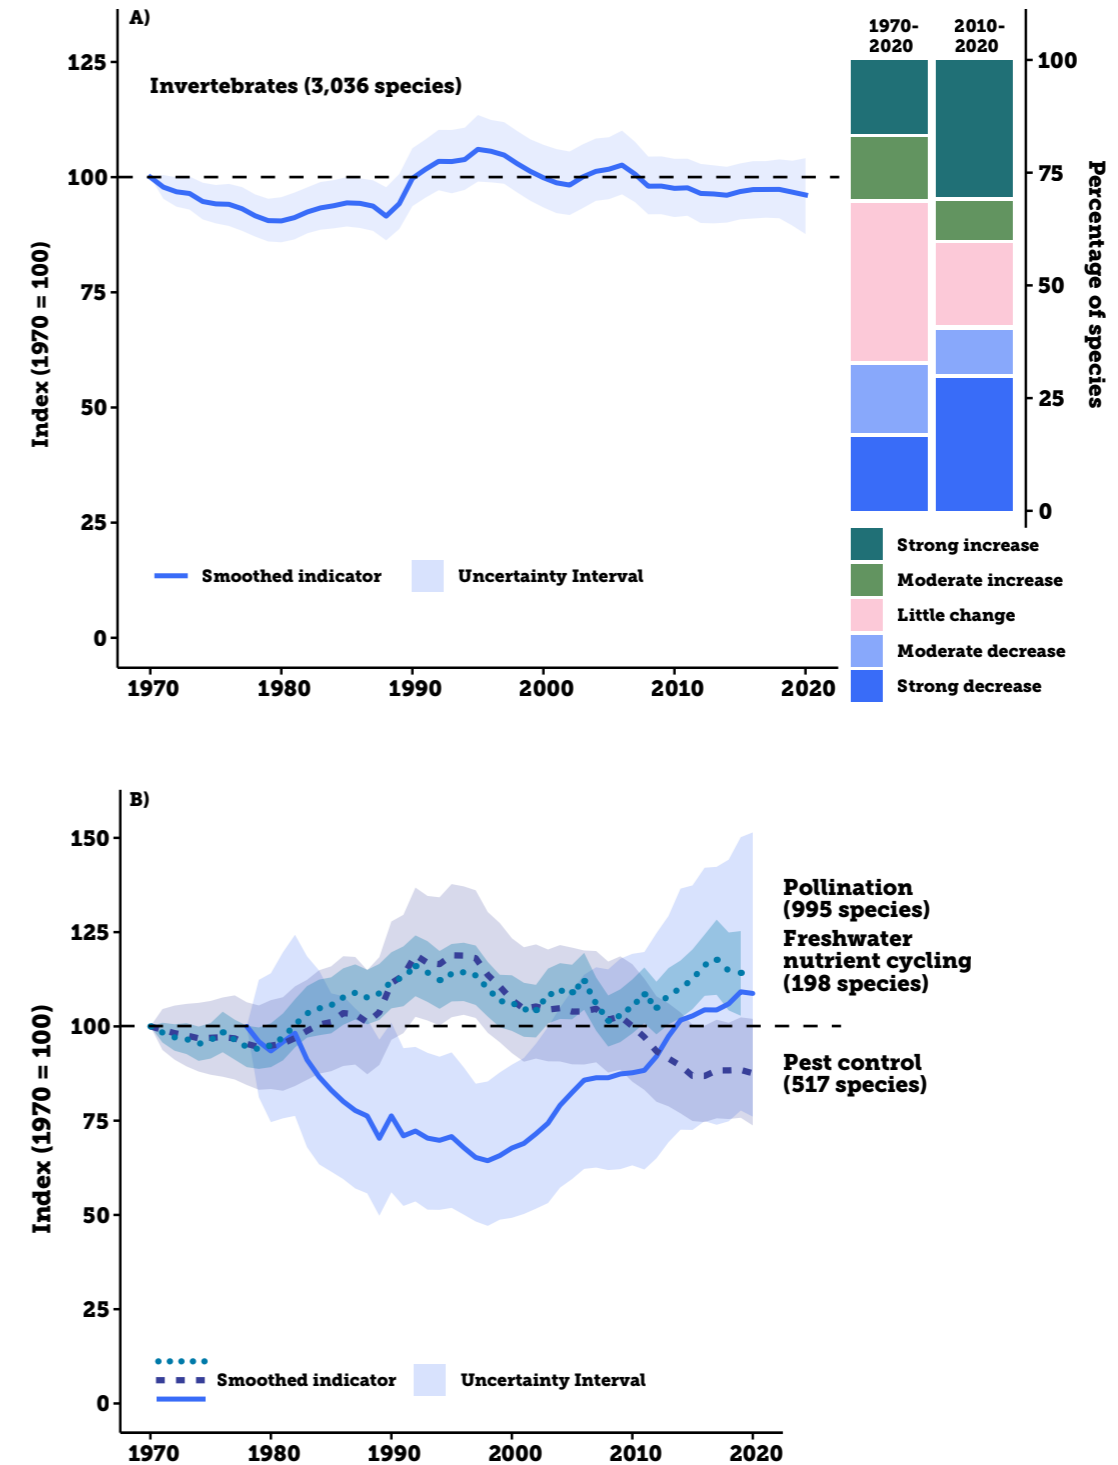 A)
Invertebrates (3,036 species)
Index (1970 = 100)
125
100
75
50
25
0
1970 1980 1990 2000 2010 2020
Smoothed indicator Uncertainty Interval
1970- 2010-
2020 2020
100
75
50
25
0
Percentage of species
Strong increase
Moderate increase
Little change
Moderate decrease
Strong decrease
B)
Index (1970 = 100)
150
125
100
75
50
25
0
1970 1980 1990 2000 2010 2020
Pollination
(995 species)
Freshwater
nutrient cycling
(198 species)
Pest control
(517 species)
Smoothed indicator Uncertainty Interval